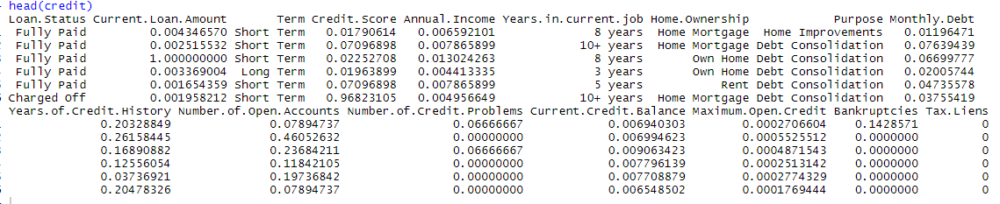 head(credit)
Loan.Status Current.Loan.Amount Term Credit.Score Annual.Income Years.in.current.job Home.Ownership Purpose Monthly.Debt
Fully Paid 0.004346570 Short Term 0.01790614 0.006592101 8 years Home Mortgage Home Improvements 0.01196471
Fully Paid 0.002515532 Short Term 0.07096898 0.007865899 10+ years Home Mortgage Debt Consolidation 0.07639439
Fully Paid 1.000000000 Short Term 0.02252708 0.013024263 8 years Own Home Debt Consolidation 0.06699777
Fully Paid 0.003369004 Long Term 0.01963899 0.004413335 3 years Own Home Debt Consolidation 0.02005744
Fully Paid 0.001654359 Short Term 0.07096898 0.007865899 5 years Rent Debt Consolidation 0.04735578
Charged Off 0.001958212 Short Term 0.96823105 0.004956649 10+ years Home Mortgage Debt Consolidation 0.03755419
Years.of.Credit.History Number.of.Open.Accounts Number.of.Credit.Problems Current.Credit.Balance Maximum.Open.Credit Bankruptcies Tax.Liens
0.20328849 0.07894737 0.06666667 0.006940303 0.0002706604 0.1428571 0
0.26158445 0.46052632 0.00000000 0.006994623 0.0005525512 0.0000000 0
0.16890882 0.23684211 0.06666667 0.009063423 0.0004871543 0.0000000 0
0.12556054 0.11842105 0.00000000 0.007796139 0.0002513142 0.0000000 0
0.03736921 0.19736842 0.00000000 0.007708879 0.0002774329 0.0000000 0
0.20478326 0.07894737 0.00000000 0.006548502 0.0001769444 0.0000000 0